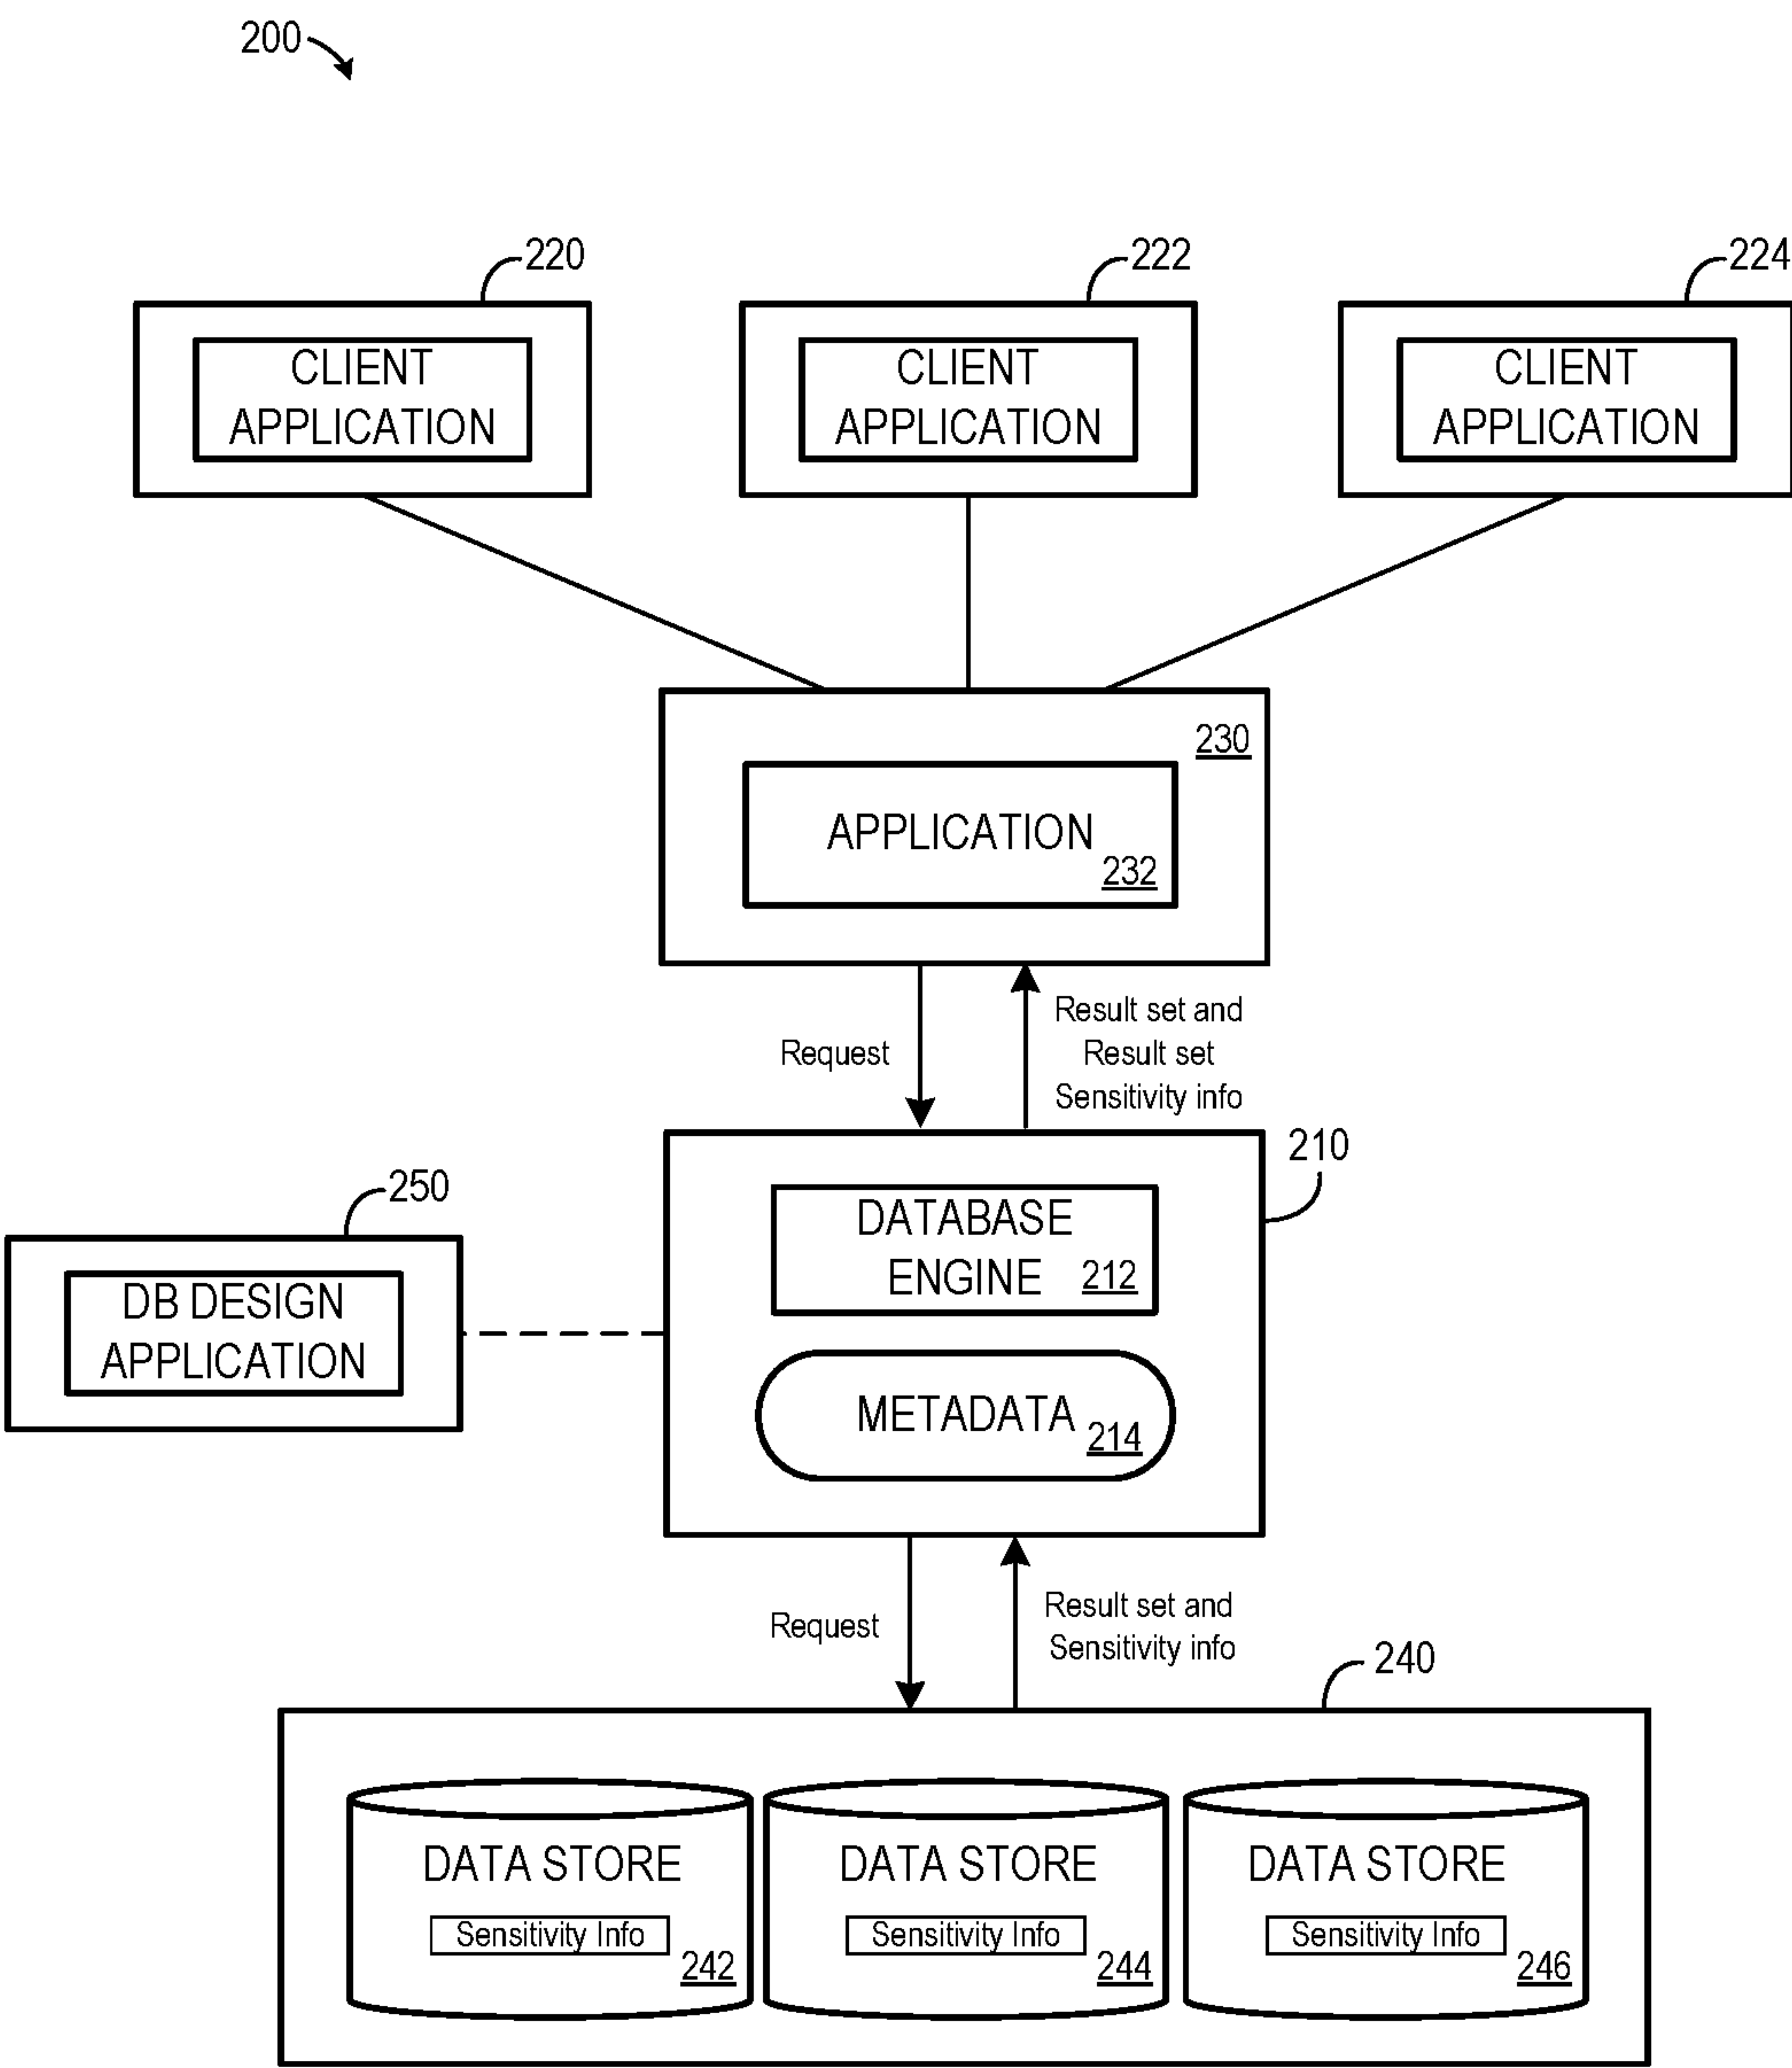 200
220
222
224
CLIENT
APPLICATION
CLIENT
APPLICATION
CLIENT
APPLICATION
230
APPLICATION
232
Request
Result set and
Result set
Sensitivity info
210
250
DATABASE
ENGINE 212
DB DESIGN
APPLICATION
METADATA
214
Request
Result set and
Sensitivity info
240
DATA STORE
Sensitivity Info
242
DATA STORE
Sensitivity Info
244
DATA STORE
Sensitivity Info
246